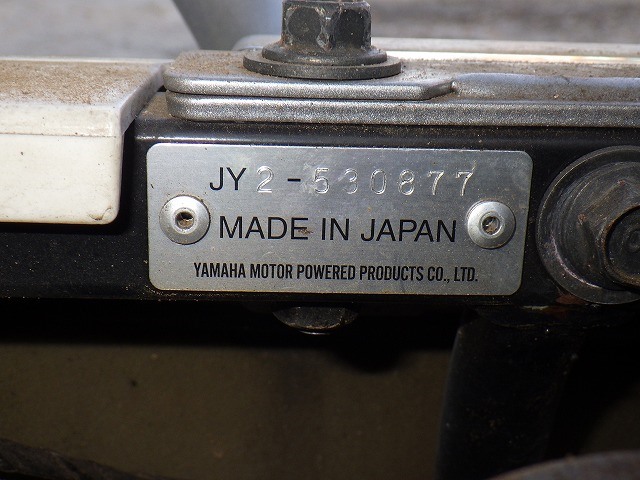 JY2-530877
MADE IN JAPAN
YAMAHA MOTOR POWERED PRODUCTS CO., LTD.